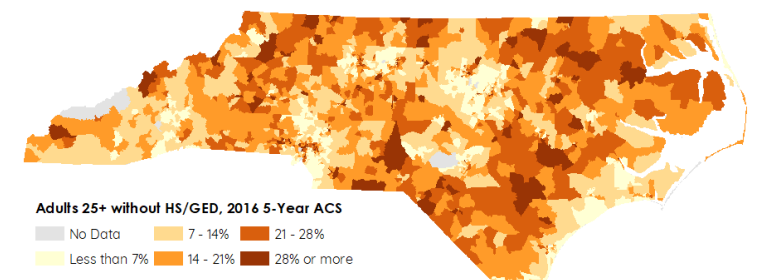 Adults 25+ without HS/GED, 2016 5-Year ACS
No Data 7 - 14% 21 - 28%
Less than 7% 14 - 21% 28% or more